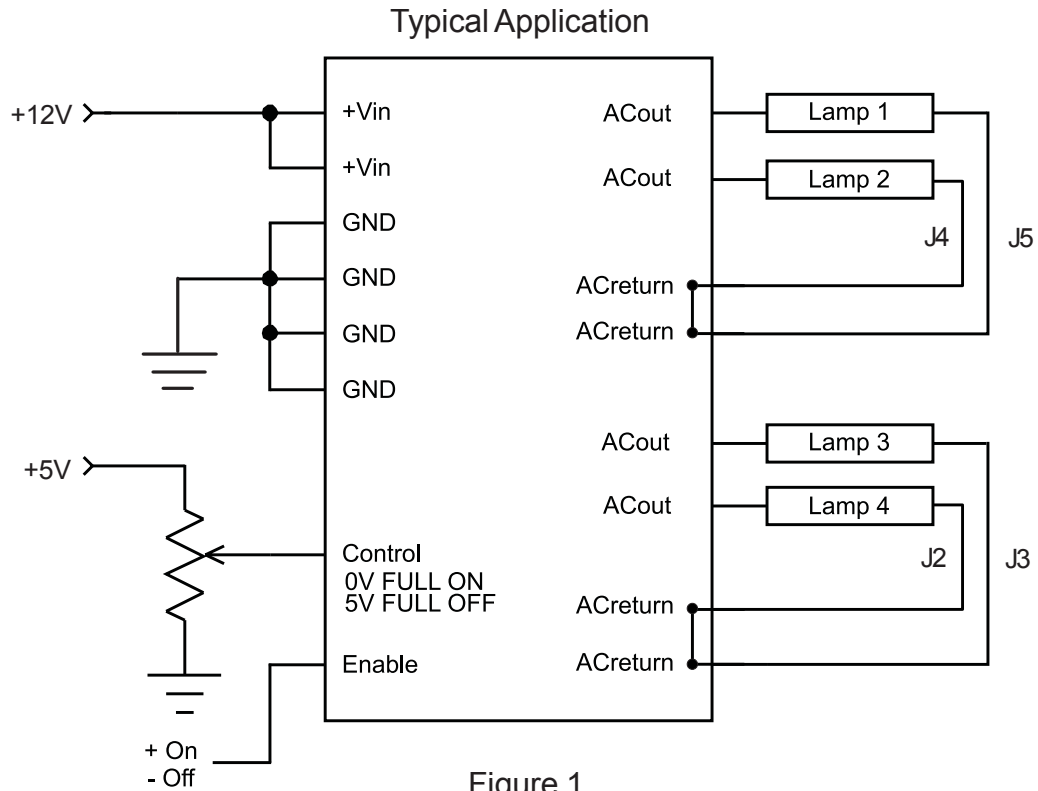 Typical Application
+12V
+Vin
+Vin
GND
GND
GND
GND
+5V
Control
0V FULL ON
5V FULL OFF
Enable
+ On
- Off
ACout
Lamp 1
ACout
Lamp 2
J4
J5
ACreturn
ACreturn
ACout
Lamp 3
ACout
Lamp 4
J2
J3
ACreturn
ACreturn
Figure 1